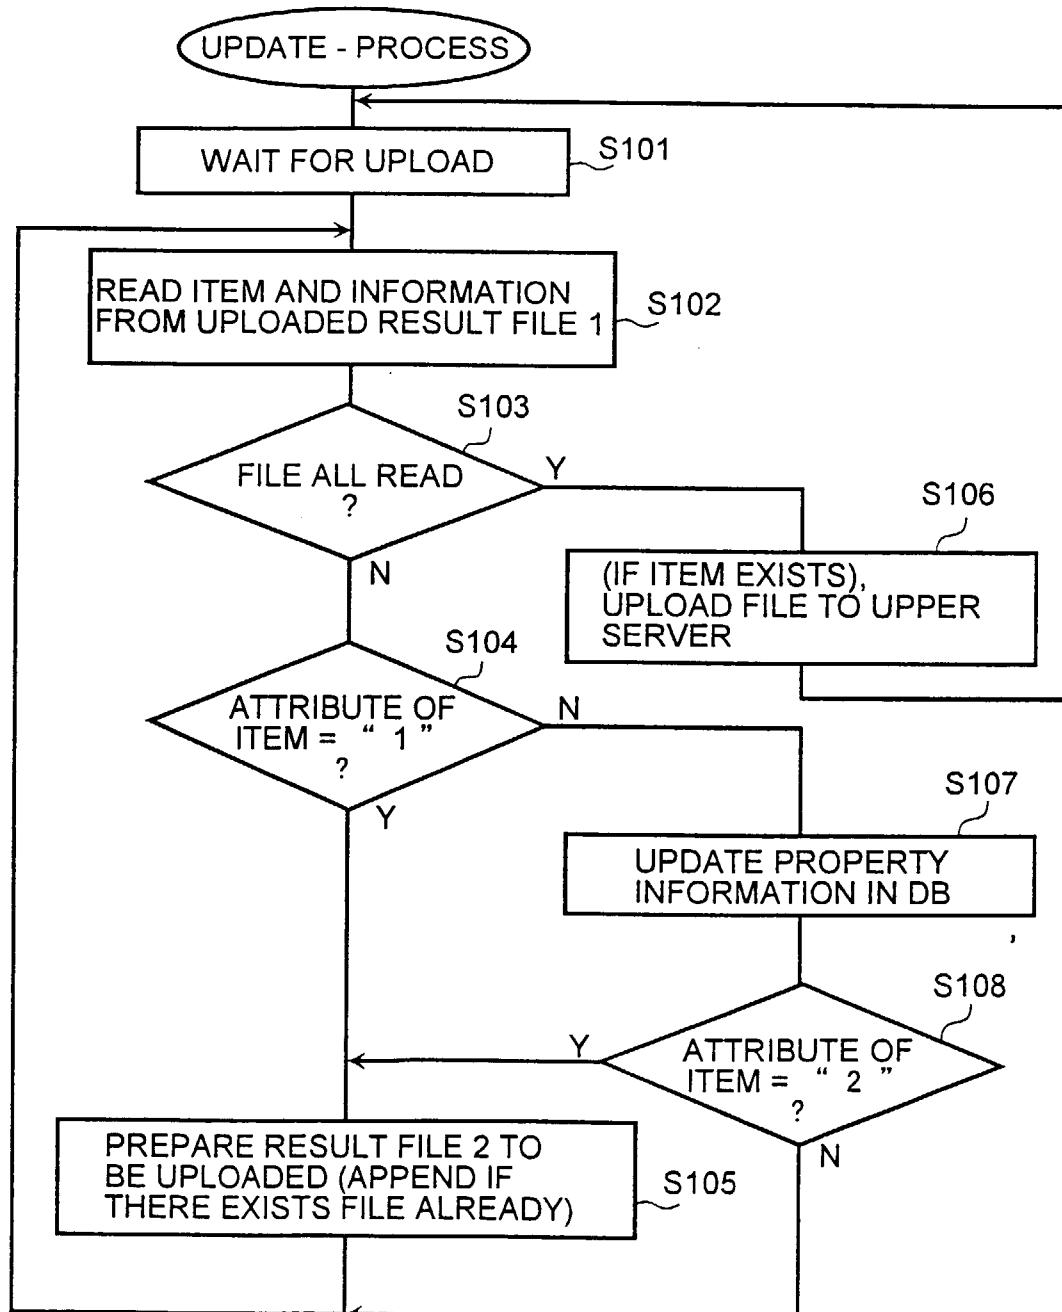 UPDATE - PROCESS
WAIT FOR UPLOAD
S101
READ ITEM AND INFORMATION
FROM UPLOADED RESULT FILE 1
S102
S103
FILE ALL READ
?
Y
N
S106
(IF ITEM EXISTS),
UPLOAD FILE TO UPPER
SERVER
S104
ATTRIBUTE OF
ITEM = " 1 "
?
N
Y
S107
UPDATE PROPERTY
INFORMATION IN DB
S108
ATTRIBUTE OF
ITEM = " 2 "
?
Y
N
PREPARE RESULT FILE 2 TO
BE UPLOADED (APPEND IF
THERE EXISTS FILE ALREADY)
S105